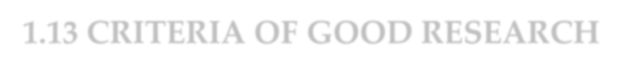 1.13 CRITERIA OF GOOD RESEARCH